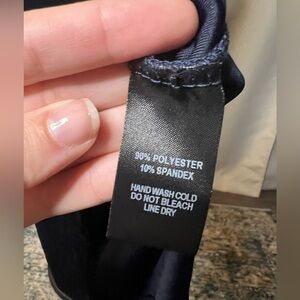 90% POLYESTER
10% SPANDEX
HAND WASH COLD
DO NOT BLEACH
LINE DRY